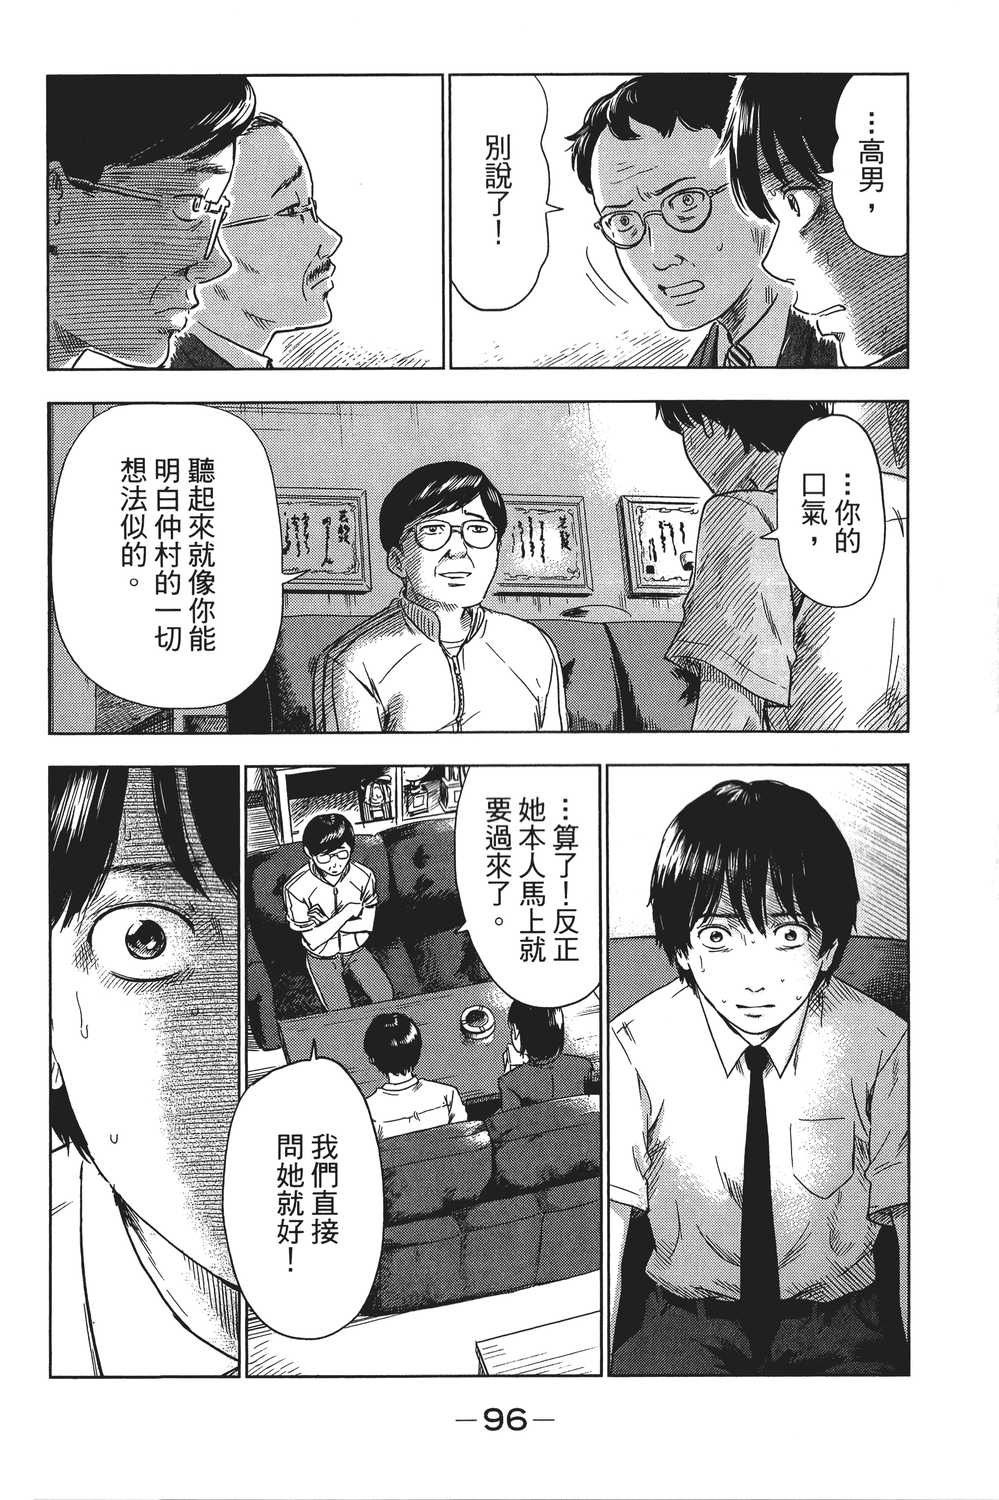 …高男，
別說了！
…你的
口氣，
聽起來就像你能
明白仲村的一切
想法似的。
…算了！反正
她本人馬上就
要過來了。
我們直接
問她就好！
—96—